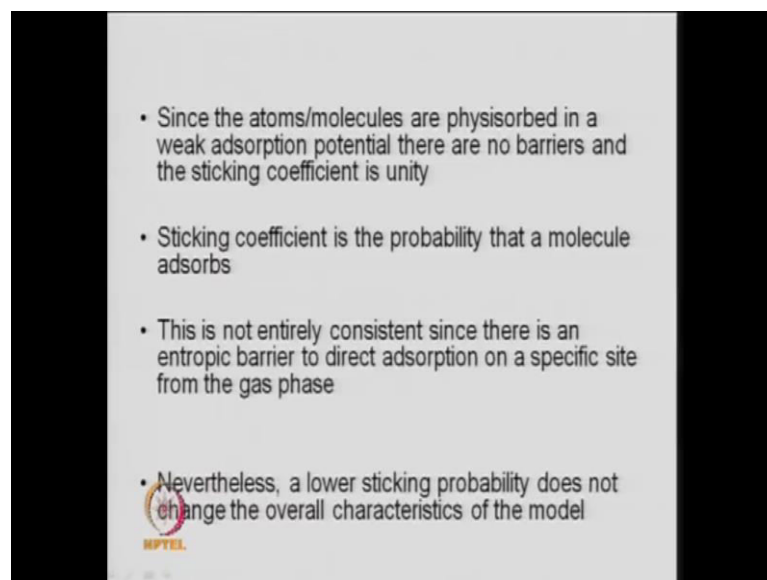 • Since the atoms/molecules are physisorbed in a
weak adsorption potential there are no barriers and
the sticking coefficient is unity
• Sticking coefficient is the probability that a molecule
adsorbs
• This is not entirely consistent since there is an
entropic barrier to direct adsorption on a specific site
from the gas phase
• Nevertheless, a lower sticking probability does not
change the overall characteristics of the model
NPTEL